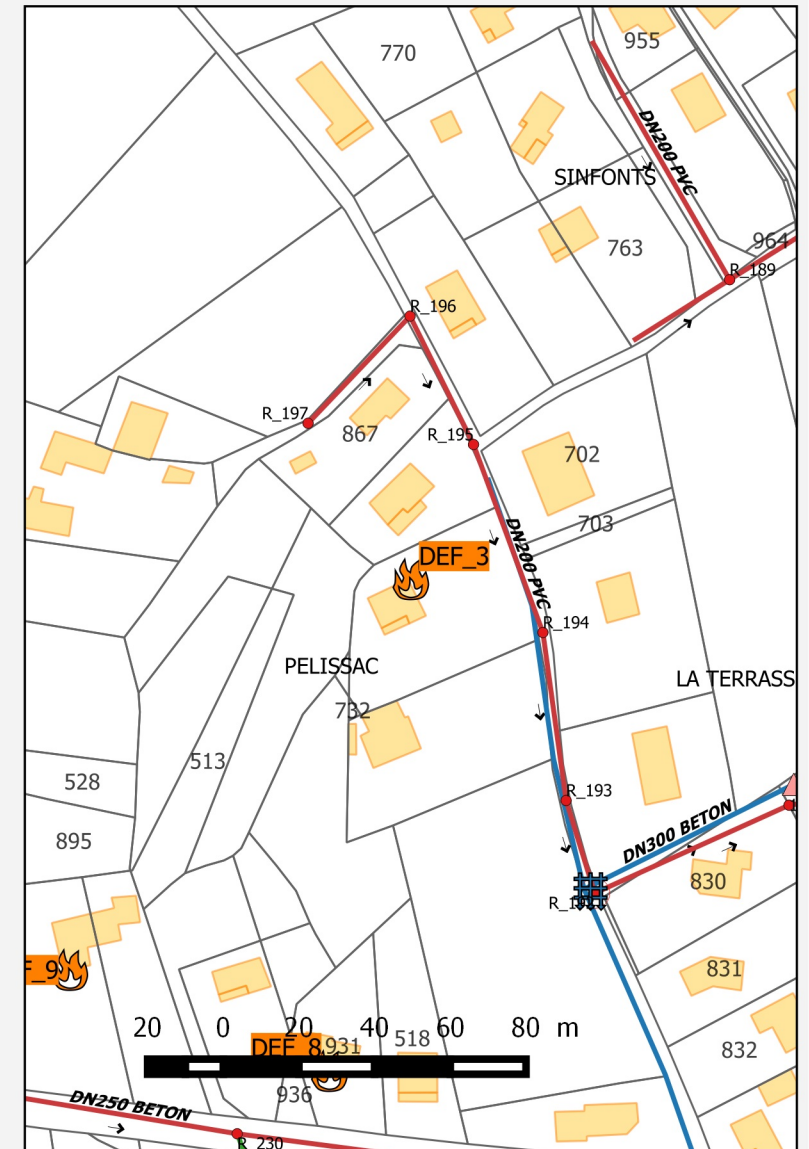 770
955
DN200 PVC
SINFONTS
763
964
R_189
R_196
R_197
867
R_195
702
703
DN200 PVC
DEF_3
R_194
PELISSAC
LA TERRASS
732
513
528
R_193
895
DN300 BETON
830
F_9
831
20 0 20 40 60 80 m
DEF_8
931
518
832
936
DN250 BETON
R_230